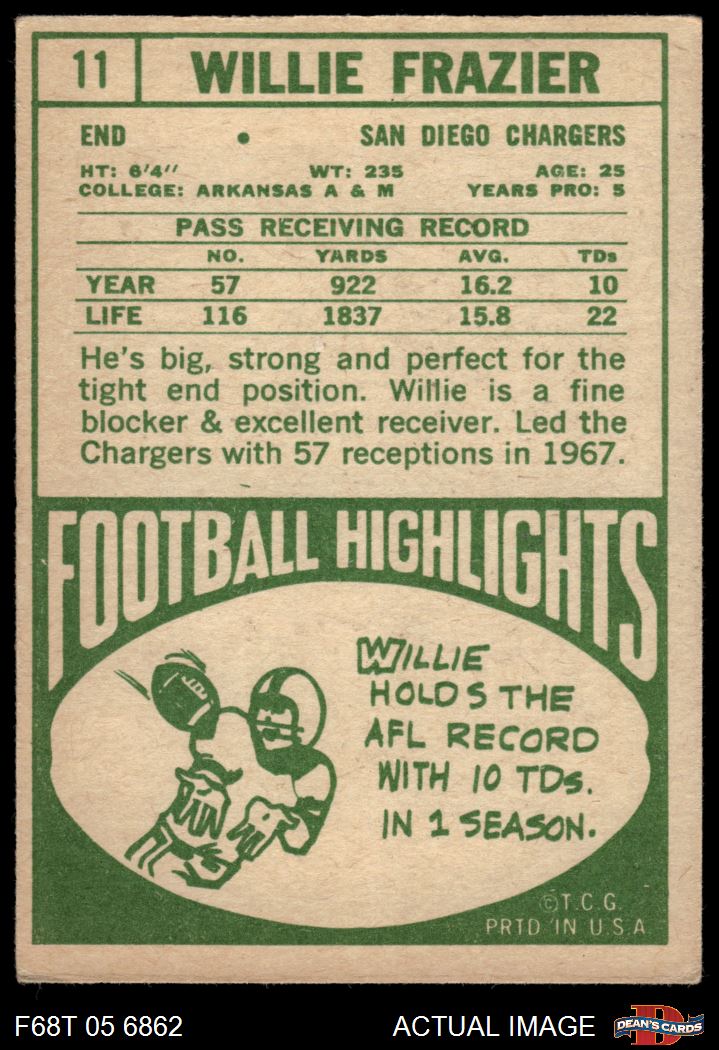 11 WILLIE FRAZIER
END • SAN DIEGO CHARGERS
HT: 6'4" WT: 235 AGE: 25
COLLEGE: ARKANSAS A & M YEARS PRO: 5
PASS RECEIVING RECORD
NO. YARDS AVG. TDs
YEAR 57 922 16.2 10
LIFE 116 1837 15.8 22
He's big, strong and perfect for the
tight end position. Willie is a fine
blocker & excellent receiver. Led the
Chargers with 57 receptions in 1967.
FOOTBALL HIGHLIGHTS
WILLIE
HOLDS THE
AFL RECORD
WITH 10 TDs.
IN 1 SEASON.
©T.C.G.
PRTD IN U.S.A
F68T 05 6862 ACTUAL IMAGE D DEAN'S CARDS